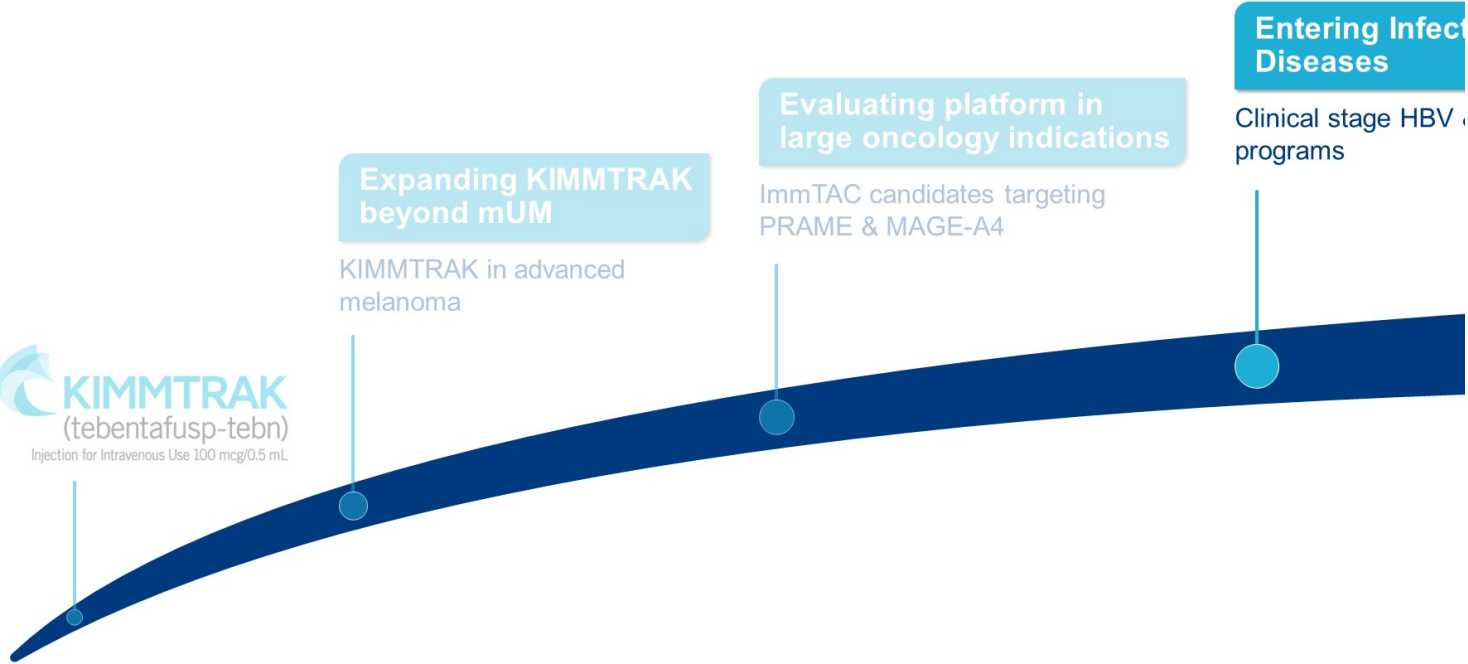 KIMMTRAK
(tebentafusp-tebn)
Injection for Intravenous Use 100 mcg/0.5 mL
Expanding KIMMTRAK
beyond mUM
KIMMTRAK in advanced
melanoma
Evaluating platform in
large oncology indications
ImmTAC candidates targeting
PRAME & MAGE-A4
Entering
Diseases
Clinical stage HBV
programs